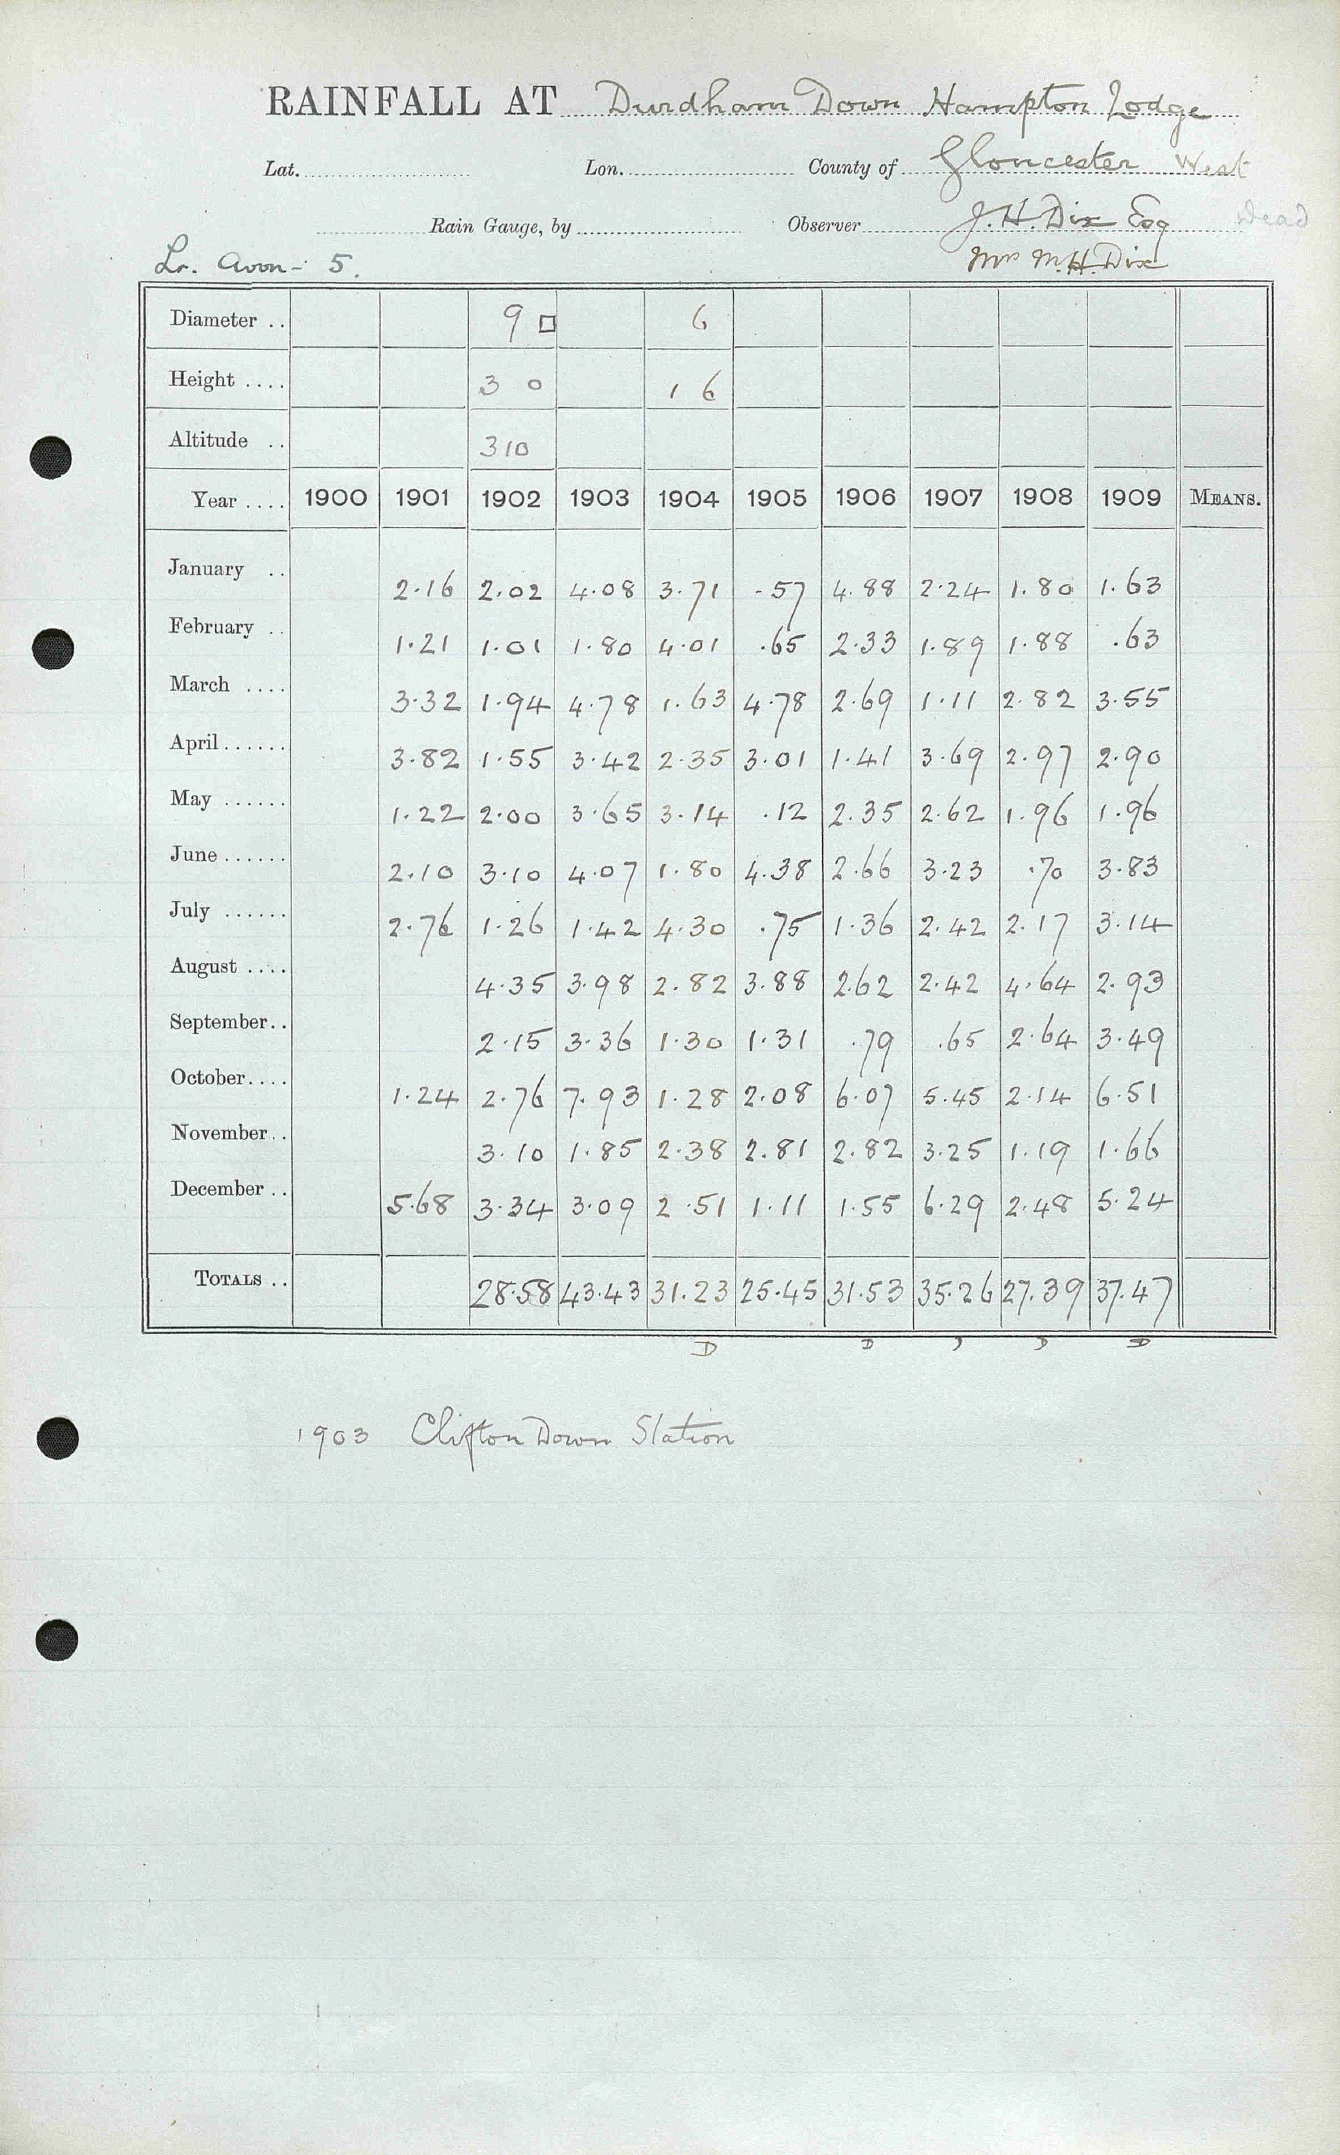 RAINFALL AT Durdham Down Hampton Lodge
Lat. Lon. County of Gloucester West
Rain Gauge, by Observer J. H. Dix Esq Dead
Lr. Avon - 5. Mrs M. H. Dix
Diameter .. 9 □ 6
Height .... 3 0 1 6
Altitude .. 310
Year .... 1900 1901 1902 1903 1904 1905 1906 1907 1908 1909 MEANS.
January .. 2.16 2.02 4.08 3.71 .57 4.88 2.24 1.80 1.63
February .. 1.21 1.01 1.80 4.01 .65 2.33 1.89 1.88 .63
March .... 3.32 1.94 4.78 1.63 4.78 2.69 1.11 2.82 3.55
April ...... 3.82 1.55 3.42 2.35 3.01 1.41 3.69 2.97 2.90
May ...... 1.22 2.00 3.65 3.14 .12 2.35 2.62 1.96 1.96
June ...... 2.10 3.10 4.07 1.80 4.38 2.66 3.23 .70 3.83
July ...... 2.76 1.26 1.42 4.30 .75 1.36 2.42 2.17 3.14
August .... 4.35 3.98 2.82 3.88 2.62 2.42 4.64 2.93
September.. 2.15 3.36 1.30 1.31 .79 .65 2.64 3.49
October.... 1.24 2.76 7.93 1.28 2.08 6.07 5.45 2.14 6.51
November.. 3.10 1.85 2.38 2.81 2.82 3.25 1.19 1.66
December .. 5.68 3.34 3.09 2.51 1.11 1.55 6.29 2.48 5.24
TOTALS .. 28.58 43.43 31.23 25.45 31.53 35.26 27.39 37.47
D D D D
1903 Clifton Down Station